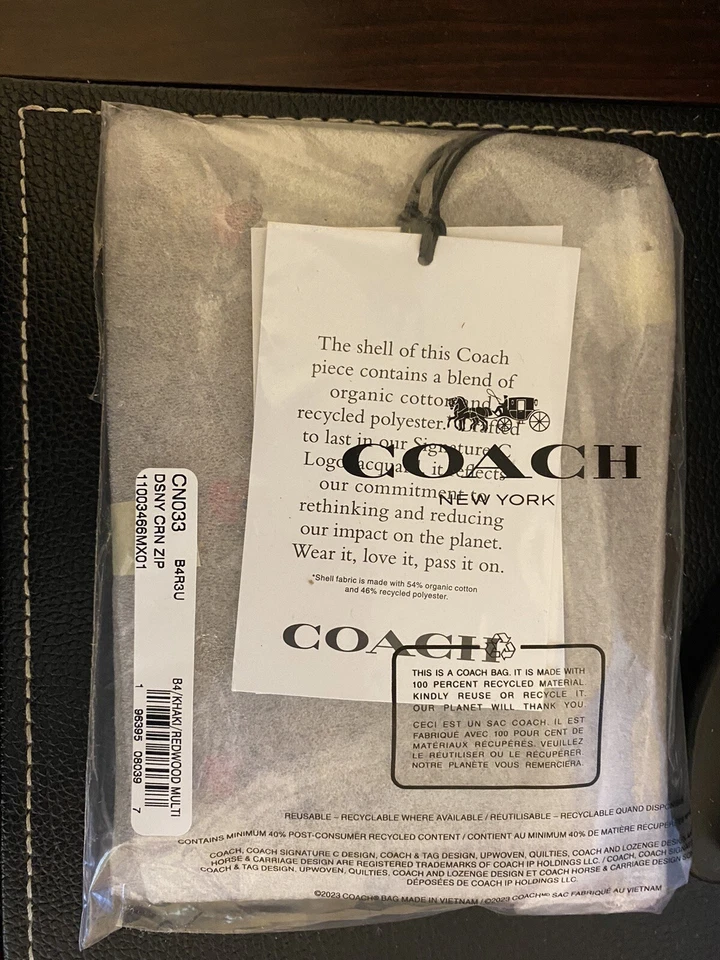 The shell of this Coach
piece contains a blend of
organic cotton and
recycled polyester. Crafted
to last in our Signature C
Logo Jacquard, it reflects
our commitment to
rethinking and reducing
our impact on the planet.
Wear it, love it, pass it on.
*Shell fabric is made with 54% organic cotton
and 46% recycled polyester.
COACH
COACH
NEW YORK
THIS IS A COACH BAG. IT IS MADE WITH
100 PERCENT RECYCLED MATERIAL.
KINDLY REUSE OR RECYCLE IT.
OUR PLANET WILL THANK YOU.
CECI EST UN SAC COACH. IL EST
FABRIQUÉ AVEC 100 POUR CENT DE
MATÉRIAUX RÉCUPÉRÉS. VEUILLEZ
LE RÉUTILISER OU LE RÉCUPÉRER.
NOTRE PLANÈTE VOUS REMERCIERA.
CN033 B4R3U B4/KHAKI/REDWOOD MULTI
DSNY CRN ZIP
11003466MX01
1 96395 08039 7
REUSABLE – RECYCLABLE WHERE AVAILABLE / RÉUTILISABLE – RECYCLABLE QUAND
CONTAINS MINIMUM 40% POST-CONSUMER RECYCLED CONTENT / CONTIENT AU MINIMUM 40% DE MATIÈRE
COACH, COACH SIGNATURE C DESIGN, COACH & TAG DESIGN, UPWOVEN, QUILTIES, COACH AND LOZENGE
HORSE & CARRIAGE DESIGN ARE REGISTERED TRADEMARKS OF COACH IP HOLDINGS LLC. / COACH, COACH
COACH & TAG DESIGN, UPWOVEN, QUILTIES, COACH AND LOZENGE DESIGN ET COACH HORSE & CARRIAGE DESIGN
DÉPOSÉES DE COACH IP HOLDINGS LLC.
©2023 COACH® BAG MADE IN VIETNAM / ©2023 COACH SAC FABRIQUÉ AU VIETNAM